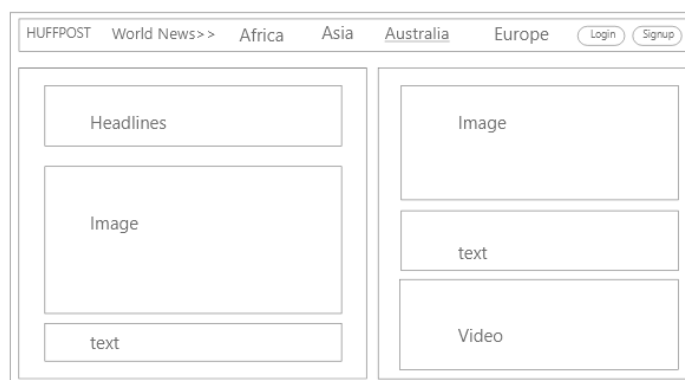 HUFFPOST World News>> Africa Asia Australia Europe Login Signup
Headlines
Image
text
Image
text
Video